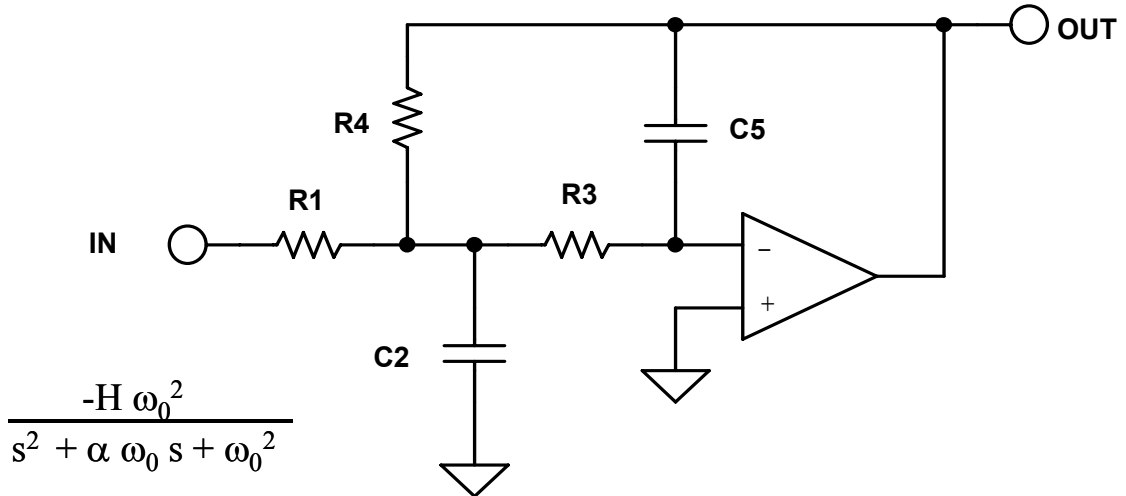 OUT
R4
C5
R1
R3
IN
−
+
C2
-H ω₀²
s² + α ω₀ s + ω₀²